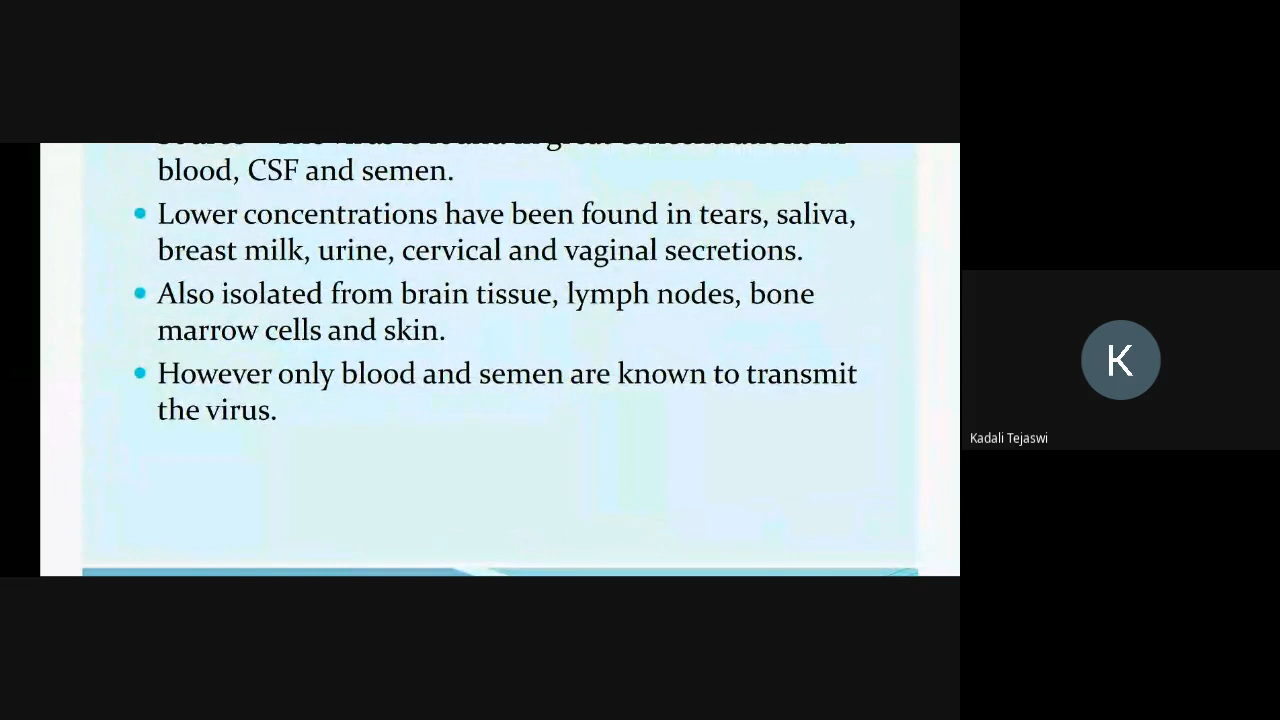 blood, CSF and semen.
Lower concentrations have been found in tears, saliva,
breast milk, urine, cervical and vaginal secretions.
Also isolated from brain tissue, lymph nodes, bone
marrow cells and skin.
However only blood and semen are known to transmit
the virus.
K
Kadali Tejaswi